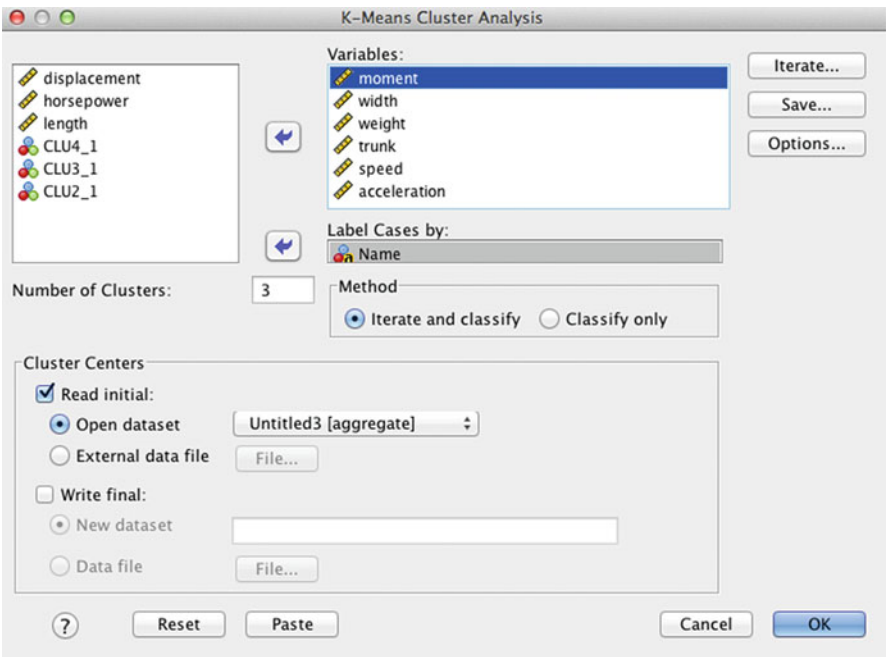 K-Means Cluster Analysis
displacement
horsepower
length
CLU4_1
CLU3_1
CLU2_1
Variables:
moment
width
weight
trunk
speed
acceleration
Iterate...
Save...
Options...
Label Cases by:
Name
Number of Clusters:
3
Method
Iterate and classify
Classify only
Cluster Centers
Read initial:
Open dataset
Untitled3 [aggregate]
External data file
File...
Write final:
New dataset
Data file
File...
?
Reset
Paste
Cancel
OK